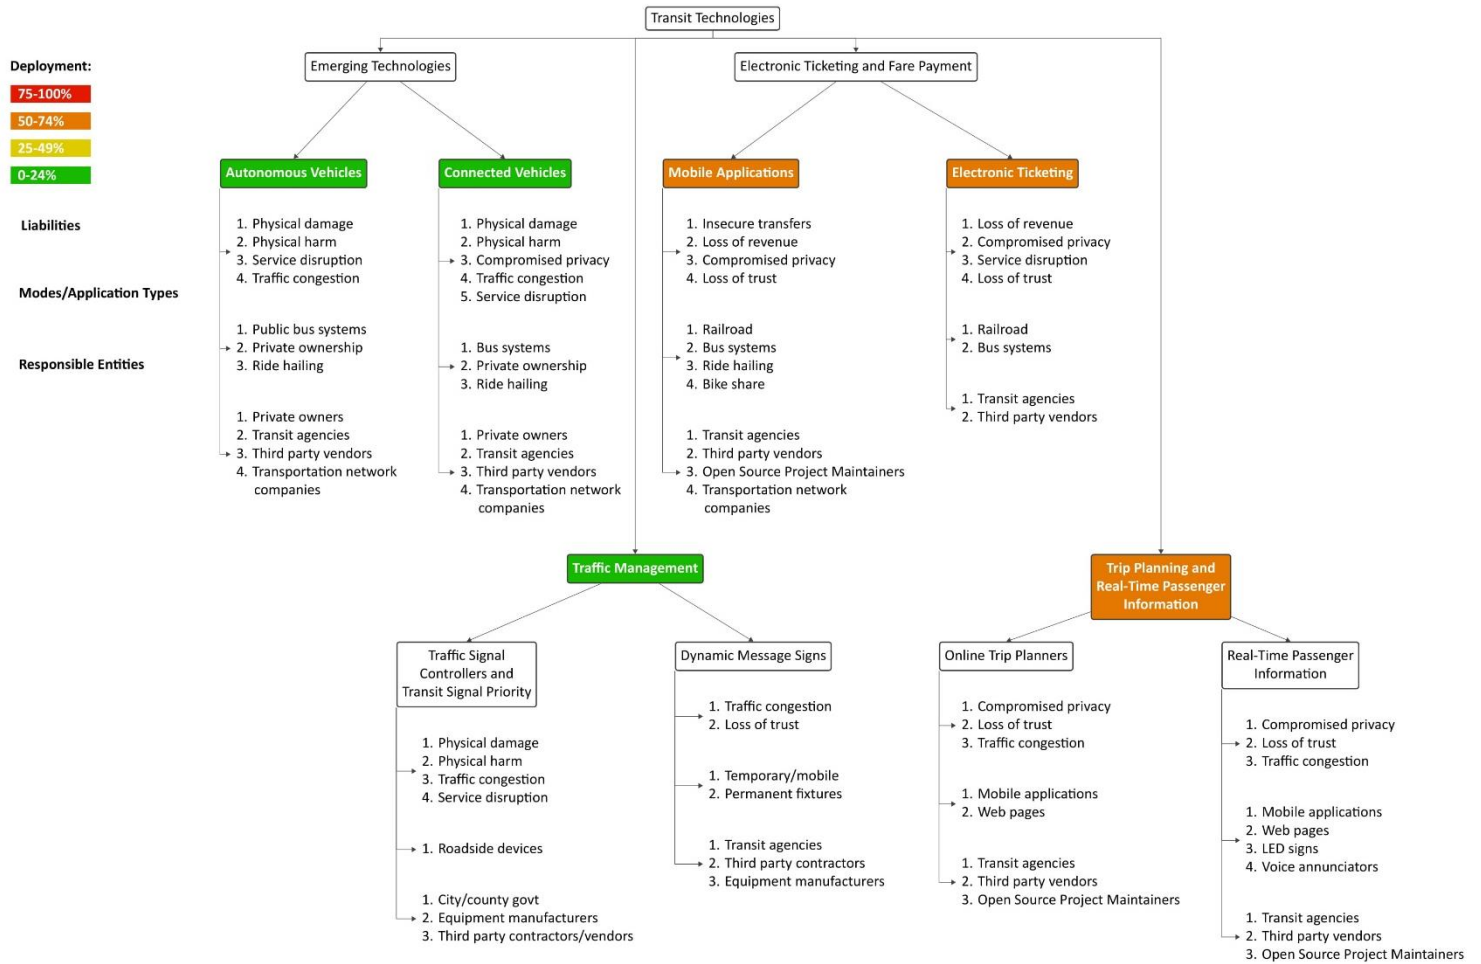 Transit Technologies
Emerging Technologies
Electronic Ticketing and Fare Payment
Deployment:
75-100%
50-74%
25-49%
0-24%
Liabilities
Modes/Application Types
Responsible Entities
Autonomous Vehicles
1. Physical damage
2. Physical harm
3. Service disruption
4. Traffic congestion
1. Public bus systems
2. Private ownership
3. Ride hailing
1. Private owners
2. Transit agencies
3. Third party vendors
4. Transportation network
companies
Connected Vehicles
1. Physical damage
2. Physical harm
3. Compromised privacy
4. Traffic congestion
5. Service disruption
1. Bus systems
2. Private ownership
3. Ride hailing
1. Private owners
2. Transit agencies
3. Third party vendors
4. Transportation network
companies
Mobile Applications
1. Insecure transfers
2. Loss of revenue
3. Compromised privacy
4. Loss of trust
1. Railroad
2. Bus systems
3. Ride hailing
4. Bike share
1. Transit agencies
2. Third party vendors
3. Open Source Project Maintainers
4. Transportation network
companies
Electronic Ticketing
1. Loss of revenue
2. Compromised privacy
3. Service disruption
4. Loss of trust
1. Railroad
2. Bus systems
1. Transit agencies
2. Third party vendors
Traffic Management
Traffic Signal
Controllers and
Transit Signal Priority
1. Physical damage
2. Physical harm
3. Traffic congestion
4. Service disruption
1. Roadside devices
1. City/county govt
2. Equipment manufacturers
3. Third party contractors/vendors
Dynamic Message Signs
1. Traffic congestion
2. Loss of trust
1. Temporary/mobile
2. Permanent fixtures
1. Transit agencies
2. Third party contractors
3. Equipment manufacturers
Trip Planning and
Real-Time Passenger
Information
Online Trip Planners
1. Compromised privacy
2. Loss of trust
3. Traffic congestion
1. Mobile applications
2. Web pages
1. Transit agencies
2. Third party vendors
3. Open Source Project Maintainers
Real-Time Passenger
Information
1. Compromised privacy
2. Loss of trust
3. Traffic congestion
1. Mobile applications
2. Web pages
3. LED signs
4. Voice annunciators
1. Transit agencies
2. Third party vendors
3. Open Source Project Maintainers